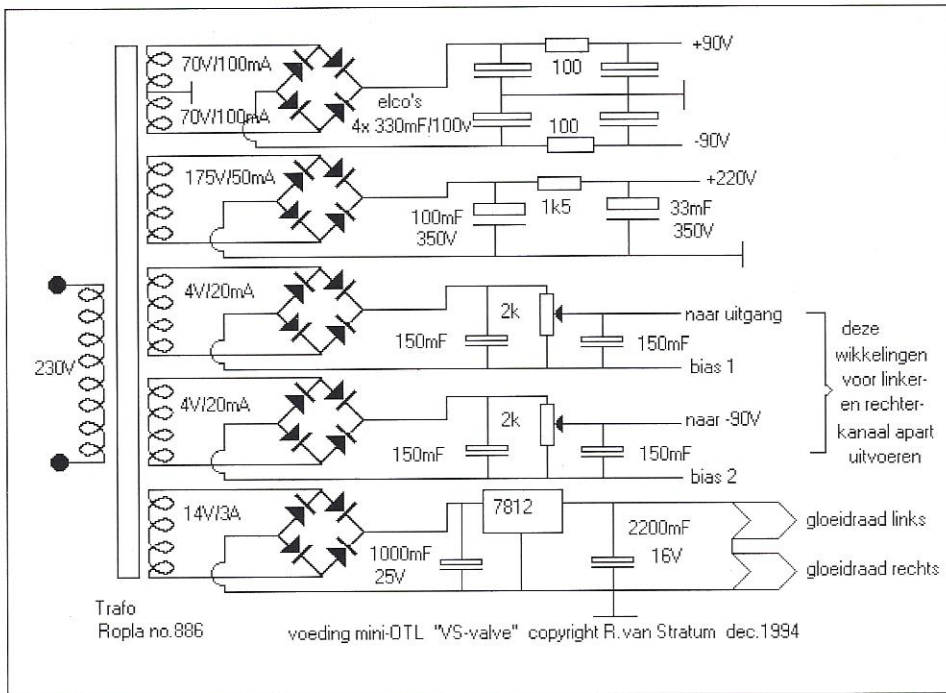 70V/100mA
70V/100mA
elco's
4x 330mF/100v
100
100
+90V
-90V
175V/50mA
100mF
350V
1k5
33mF
350V
+220V
230V
4V/20mA
150mF
2k
150mF
naar uitgang
bias 1
4V/20mA
150mF
2k
150mF
naar -90V
bias 2
deze
wikkelingen
voor linker-
en rechter-
kanaal apart
uitvoeren
14V/3A
1000mF
25V
7812
2200mF
16V
gloeidraad links
gloeidraad rechts
Trafo
Ropla no.886
voeding mini-OTL "VS-valve" copyright R.van Stratum dec.1994